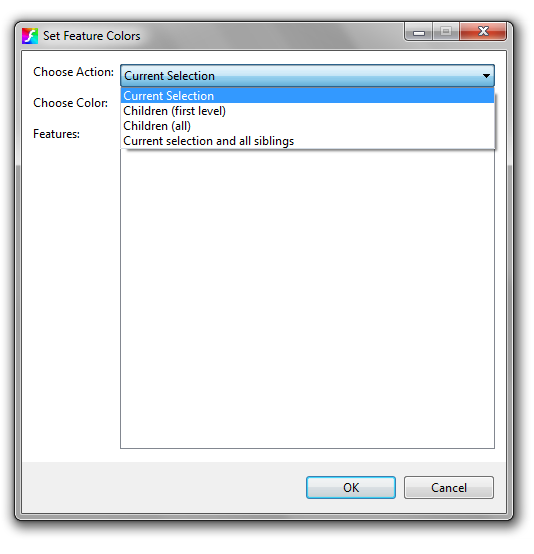 Set Feature Colors
Choose Action: Current Selection
Current Selection
Choose Color:
Children (first level)
Children (all)
Features:
Current selection and all siblings
OK Cancel